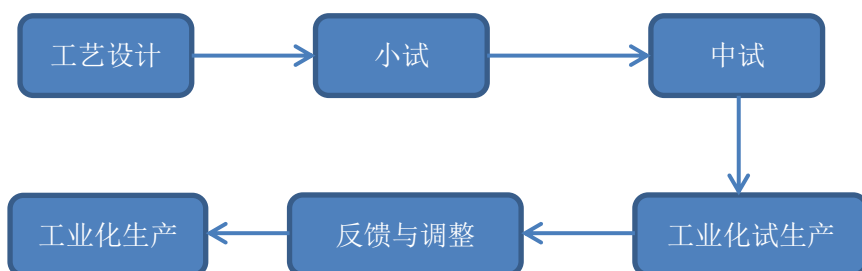 工艺设计
小试
中试
工业化试生产
反馈与调整
工业化生产